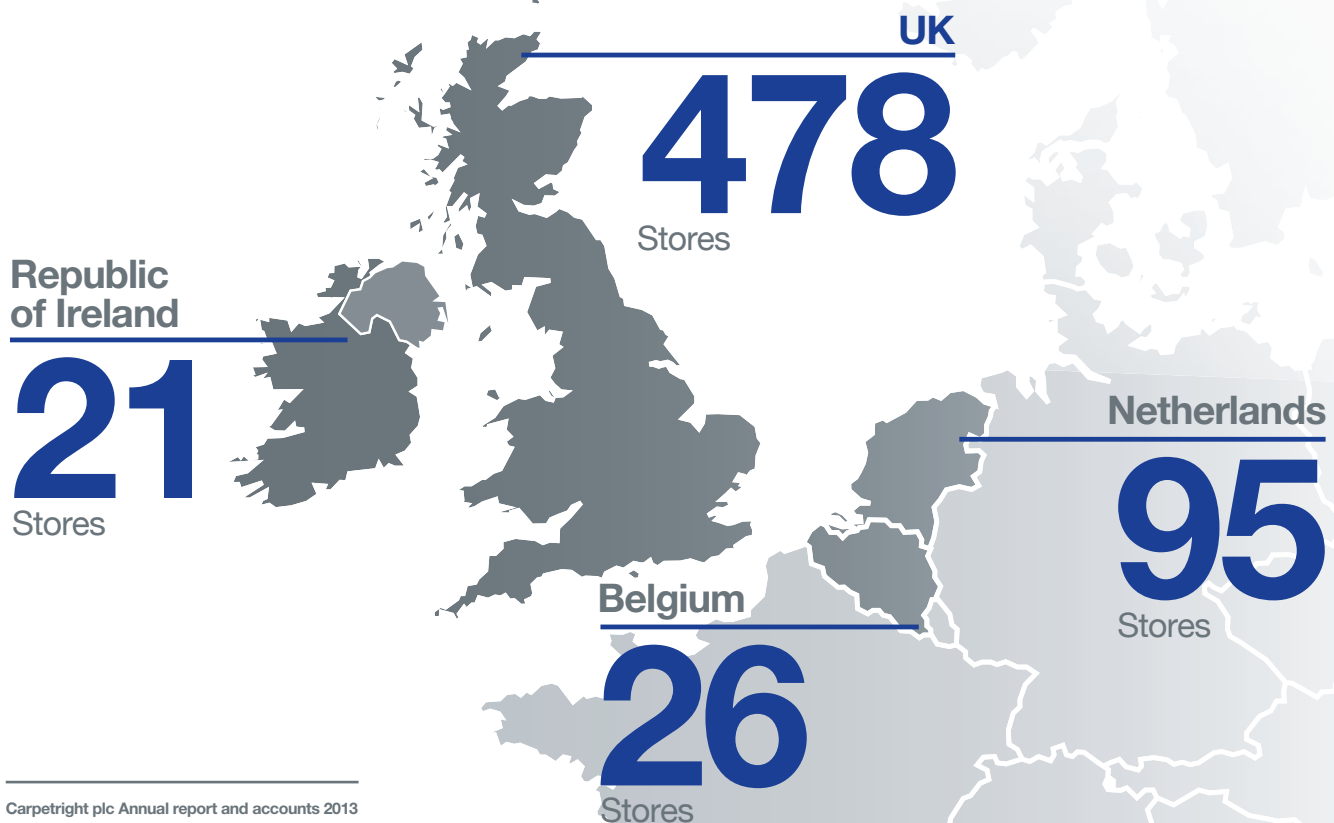 UK
478
Stores
Republic
of Ireland
21
Stores
Netherlands
95
Stores
Belgium
26
Stores
Carpetright plc Annual report and accounts 2013